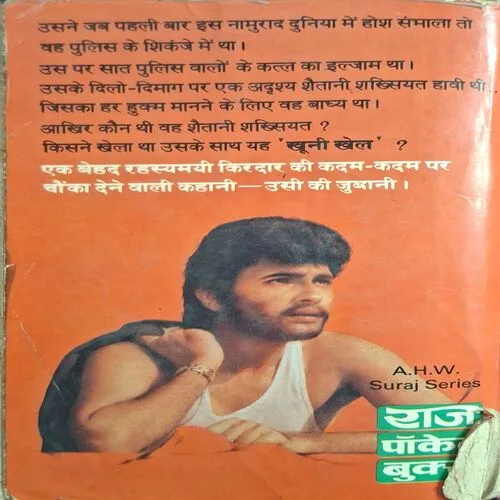 उसने जब पहली बार इस नामुराद दुनिया में होश संभाला तो
वह पुलिस के शिकंजे में था।
उस पर सात पुलिस वालों के कत्ल का इल्जाम था।
उसके दिलो-दिमाग पर एक अदृश्य शैतानी शख्सियत हावी थी
जिसका हर हुक्म मानने के लिए वह बाध्य था।
आखिर कौन थी वह शैतानी शख्सियत ?
किसने खेला था उसके साथ यह 'खूनी खेल' ?
एक बेहद रहस्यमयी किरदार की कदम-कदम पर
चौंका देने वाली कहानी—उसी की जुबानी।
A.H.W.
Suraj Series
राज
पॉके
बुक्स